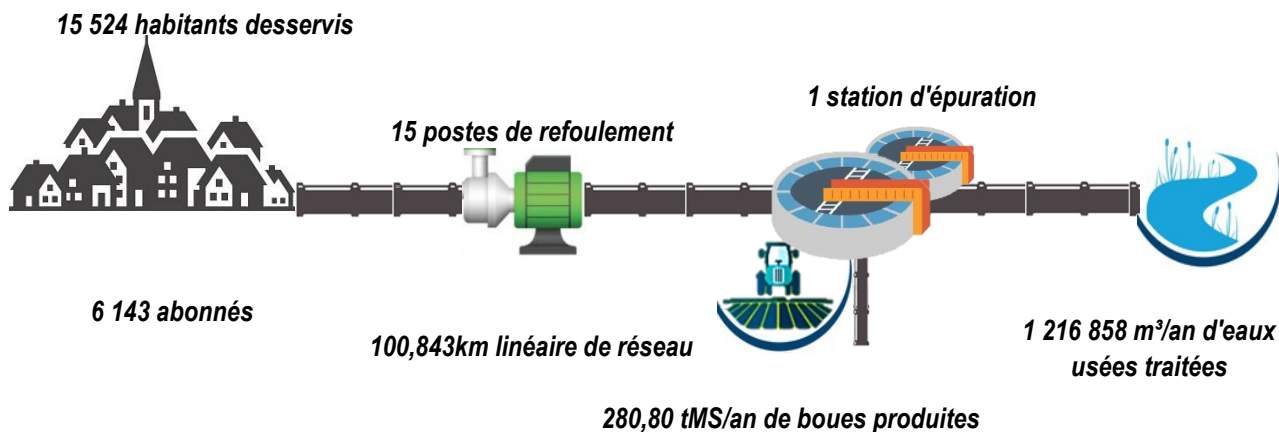 15 524 habitants desservis
1 station d'épuration
15 postes de refoulement
6 143 abonnés
100,843km linéaire de réseau
1 216 858 m³/an d'eaux
usées traitées
280,80 tMS/an de boues produites